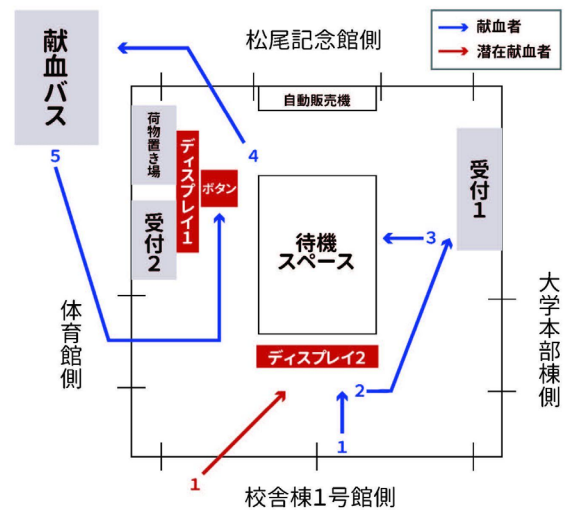 献血バス
松尾記念館側
献血者
潜在献血者
自動販売機
荷物置き場
ディスプレイ1
ボタン
受付1
受付2
待機
スペース
ディスプレイ2
体育館側
大学本部棟側
校舎棟1号館側
5
4
3
2
1
1